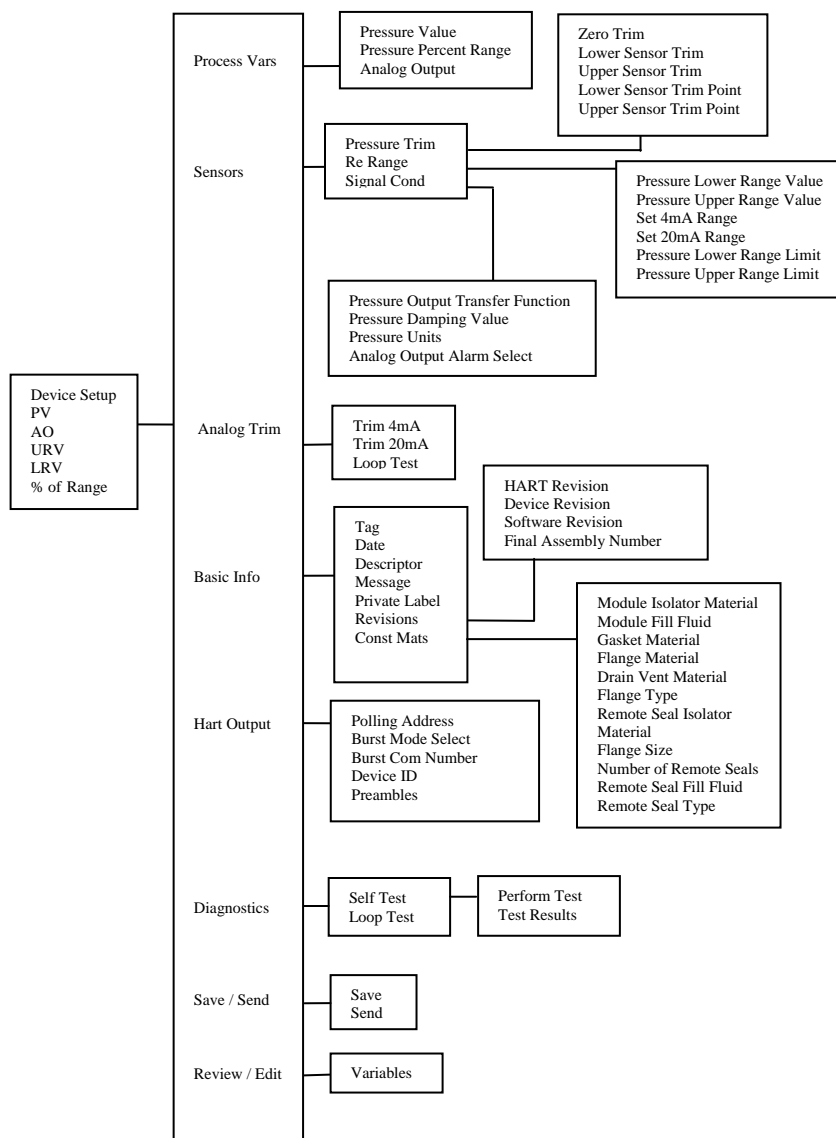 Device Setup
PV
AO
URV
LRV
% of Range
Process Vars
Pressure Value
Pressure Percent Range
Analog Output
Sensors
Pressure Trim
Re Range
Signal Cond
Zero Trim
Lower Sensor Trim
Upper Sensor Trim
Lower Sensor Trim Point
Upper Sensor Trim Point
Pressure Lower Range Value
Pressure Upper Range Value
Set 4mA Range
Set 20mA Range
Pressure Lower Range Limit
Pressure Upper Range Limit
Pressure Output Transfer Function
Pressure Damping Value
Pressure Units
Analog Output Alarm Select
Analog Trim
Trim 4mA
Trim 20mA
Loop Test
Basic Info
Tag
Date
Descriptor
Message
Private Label
Revisions
Const Mats
HART Revision
Device Revision
Software Revision
Final Assembly Number
Module Isolator Material
Module Fill Fluid
Gasket Material
Flange Material
Drain Vent Material
Flange Type
Remote Seal Isolator
Material
Flange Size
Number of Remote Seals
Remote Seal Fill Fluid
Remote Seal Type
Hart Output
Polling Address
Burst Mode Select
Burst Com Number
Device ID
Preambles
Diagnostics
Self Test
Loop Test
Perform Test
Test Results
Save / Send
Save
Send
Review / Edit
Variables